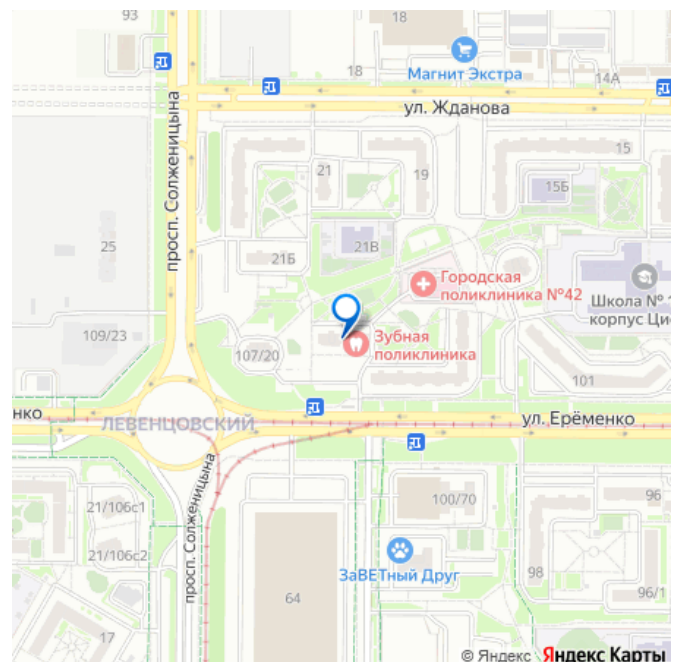 93
18
Магнит Экстра
18
14А
ул. Жданова
просп. Солженицына
21
19
15
15Б
25
21Б
21В
Городская
поликлиника №42
Школа №
корпус Ци
109/23
107/20
Зубная
поликлиника
101
нко
ЛЕВЕНЦОВСКИЙ
ул. Ерёменко
просп. Солженицына
21/106с1
100/70
96
21/106с2
ЗаВЕТный Друг
98
64
96/1
17
© Яндекс Яндекс Карты